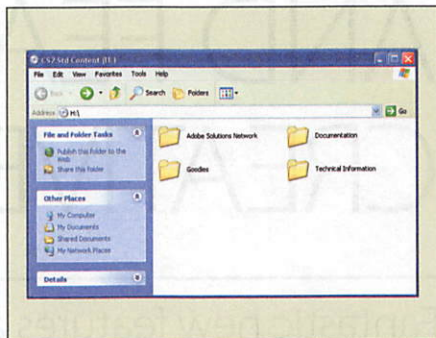 CS2 Std Content (H:)
File Edit View Favorites Tools Help
Back Search Folders
Address H:\ Go
File and Folder Tasks
Publish this folder to the Web
Share this folder
Other Places
My Computer
My Documents
Shared Documents
My Network Places
Details
Adobe Solutions Network
Documentation
Goodies
Technical Information